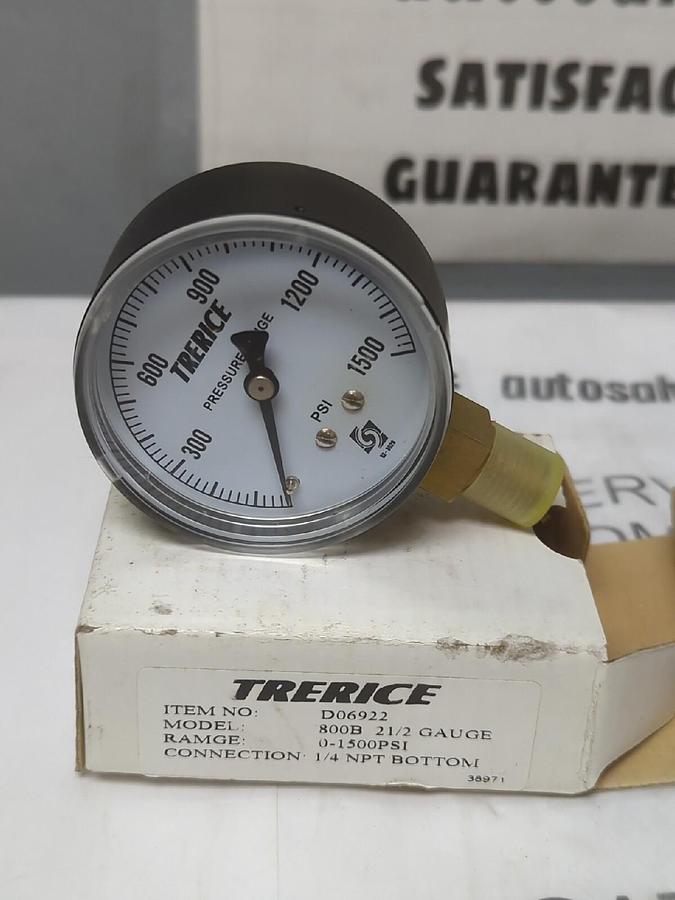 SATISFAC
GUARANTE
300
600
900
1200
1500
TRERICE
PRESSURE
PSI
autosal
ERY
TRERICE
ITEM NO: D06922
MODEL: 800B 21/2 GAUGE
RAMGE: 0-1500PSI
CONNECTION: 1/4 NPT BOTTOM
38971